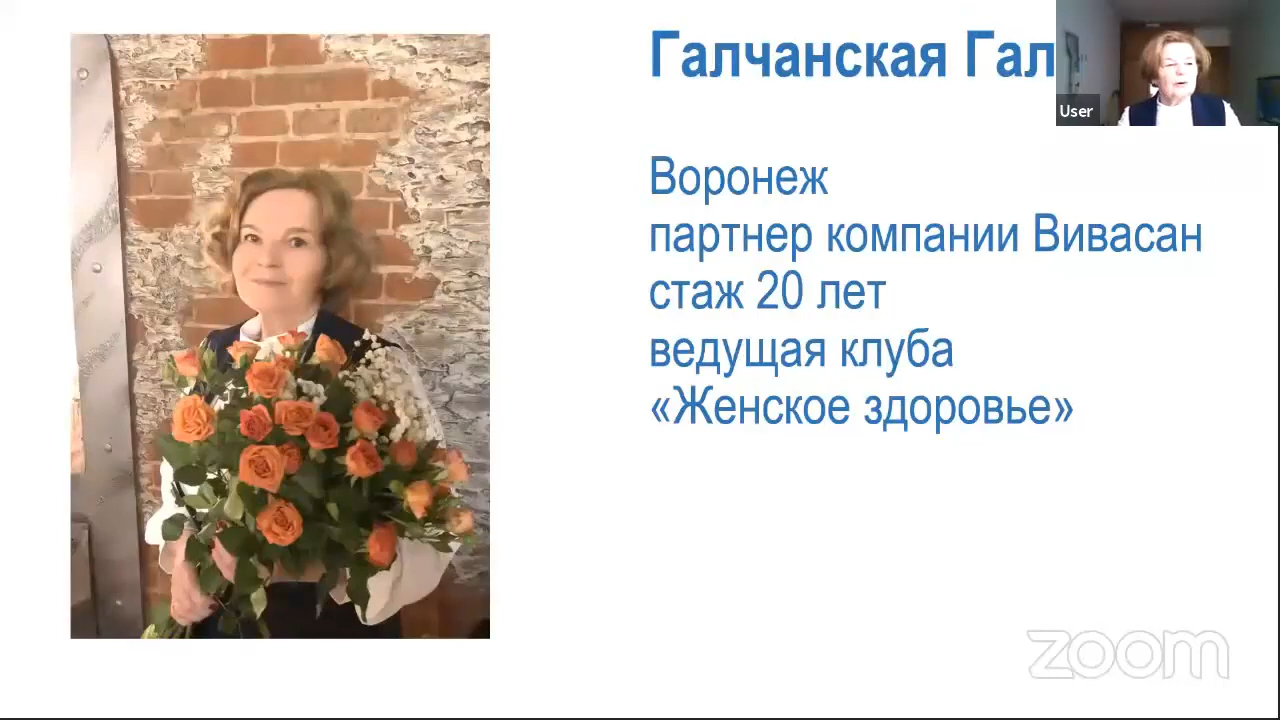 Галчанская Гал
User
Воронеж
партнер компании Вивасан
стаж 20 лет
ведущая клуба
«Женское здоровье»
zoom